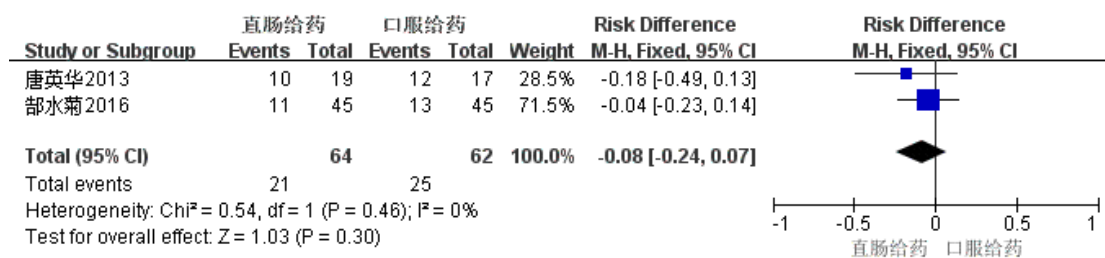 直肠给药 口服给药 Risk Difference Risk Difference
Study or Subgroup Events Total Events Total Weight M-H, Fixed, 95% CI M-H, Fixed, 95% CI
唐英华2013 10 19 12 17 28.5% -0.18 [-0.49, 0.13]
郜水菊2016 11 45 13 45 71.5% -0.04 [-0.23, 0.14]
Total (95% CI) 64 62 100.0% -0.08 [-0.24, 0.07]
Total events 21 25
Heterogeneity: Chi² = 0.54, df = 1 (P = 0.46); I² = 0%
Test for overall effect: Z = 1.03 (P = 0.30)
-1 -0.5 0 0.5 1
直肠给药 口服给药